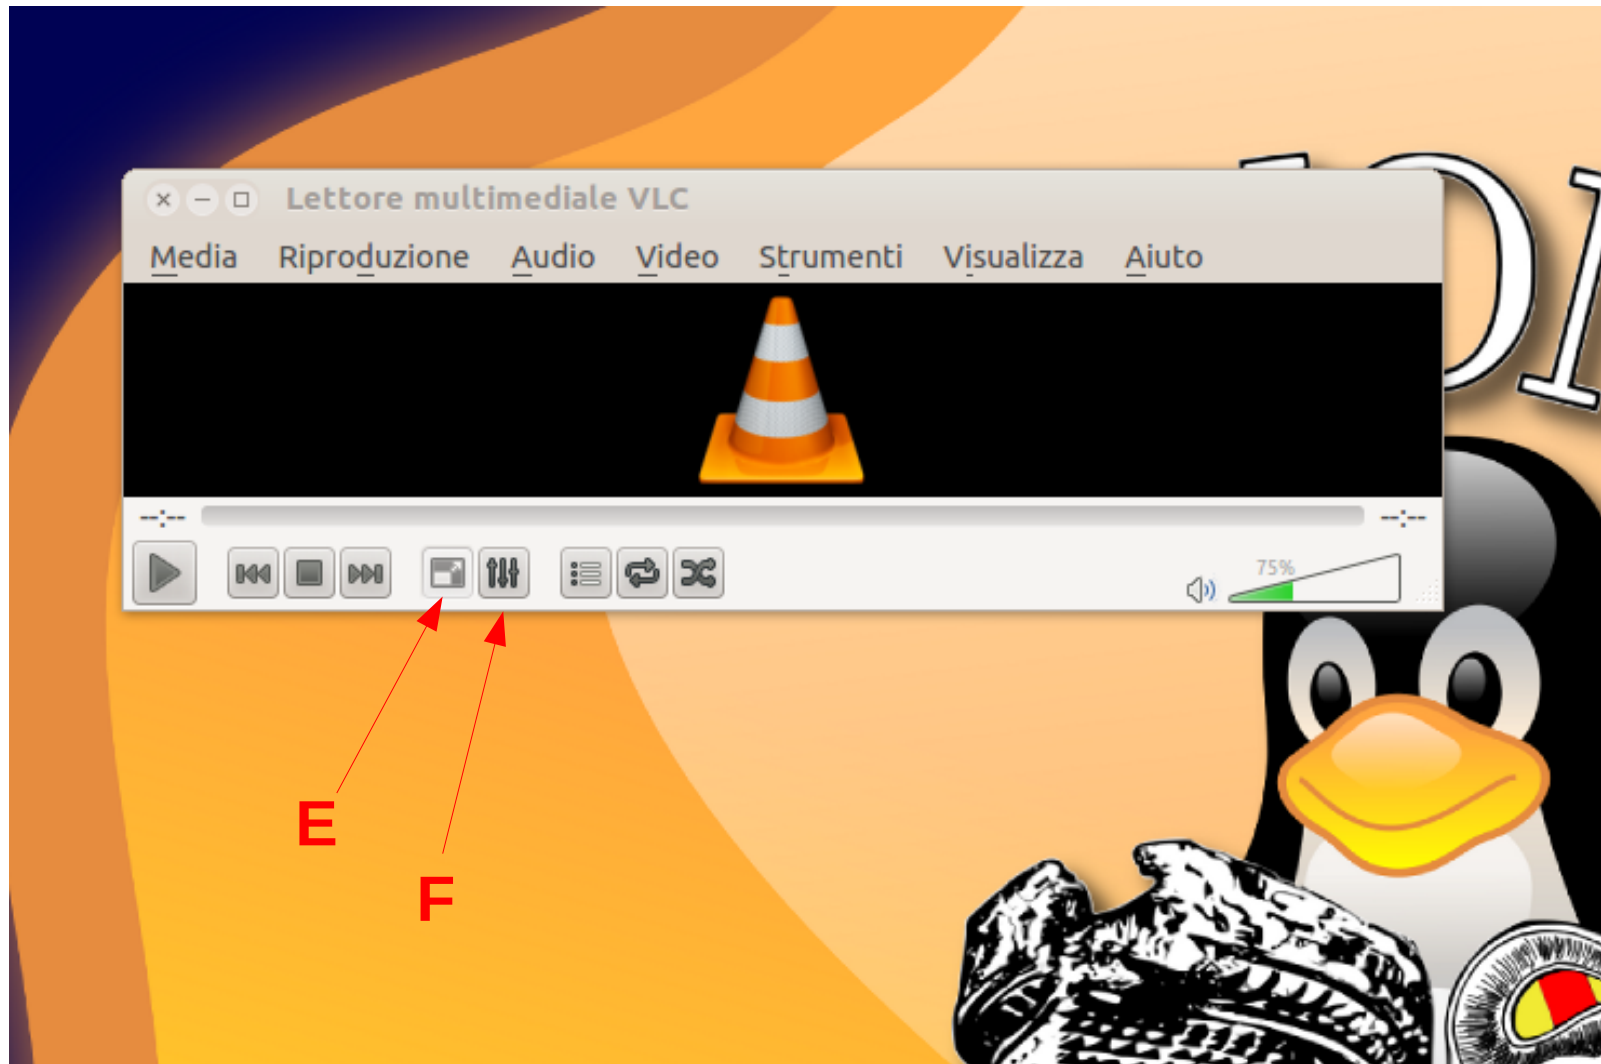 Lettore multimediale VLC
Media Riproduzione Audio Video Strumenti Visualizza Aiuto
--:-- --:--
75%
E
F